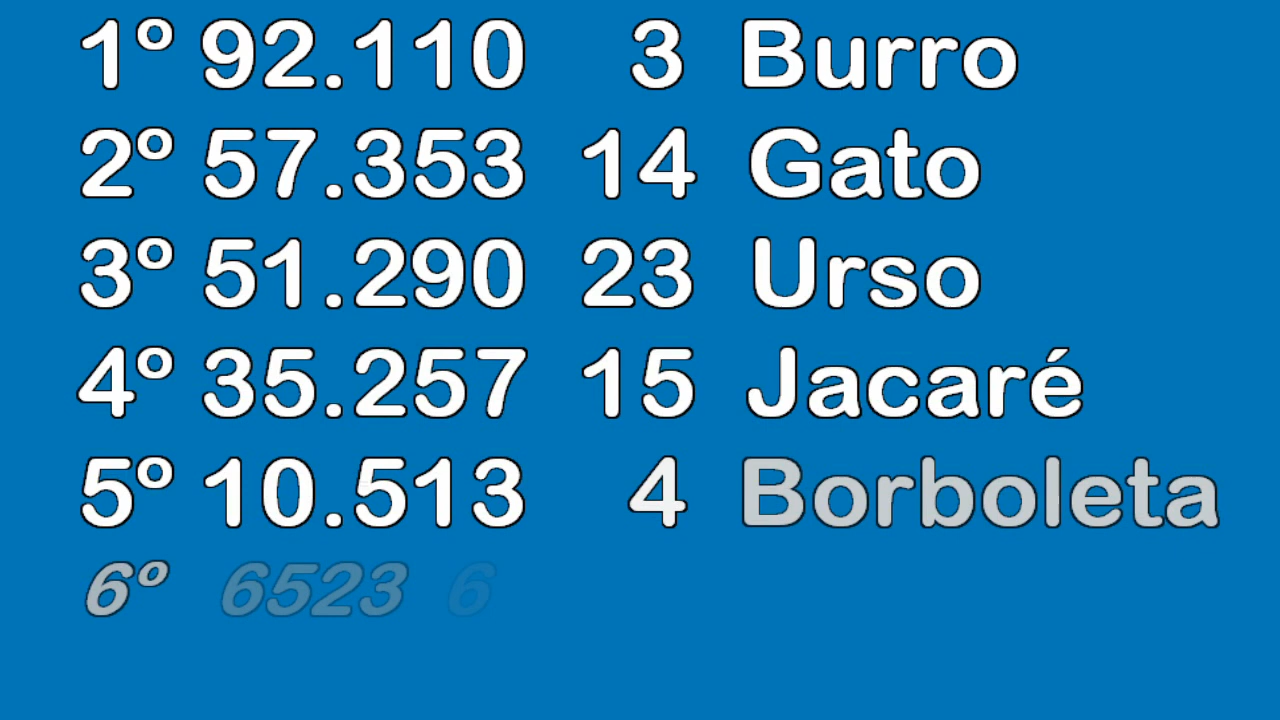 1º 92.110 3 Burro
2º 57.353 14 Gato
3º 51.290 23 Urso
4º 35.257 15 Jacaré
5º 10.513 4 Borboleta
6º 6523 6